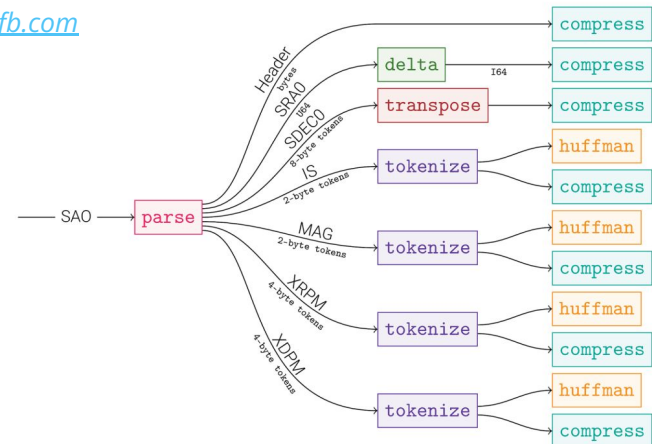 fb.com
compress
Header
bytes
delta
I64
compress
SRA0
U64
transpose
compress
SDEC0
8-byte tokens
huffman
IS
2-byte tokens
tokenize
compress
SAO
parse
huffman
MAG
2-byte tokens
tokenize
compress
XRPM
4-byte tokens
huffman
tokenize
compress
XDPM
4-byte tokens
huffman
tokenize
compress